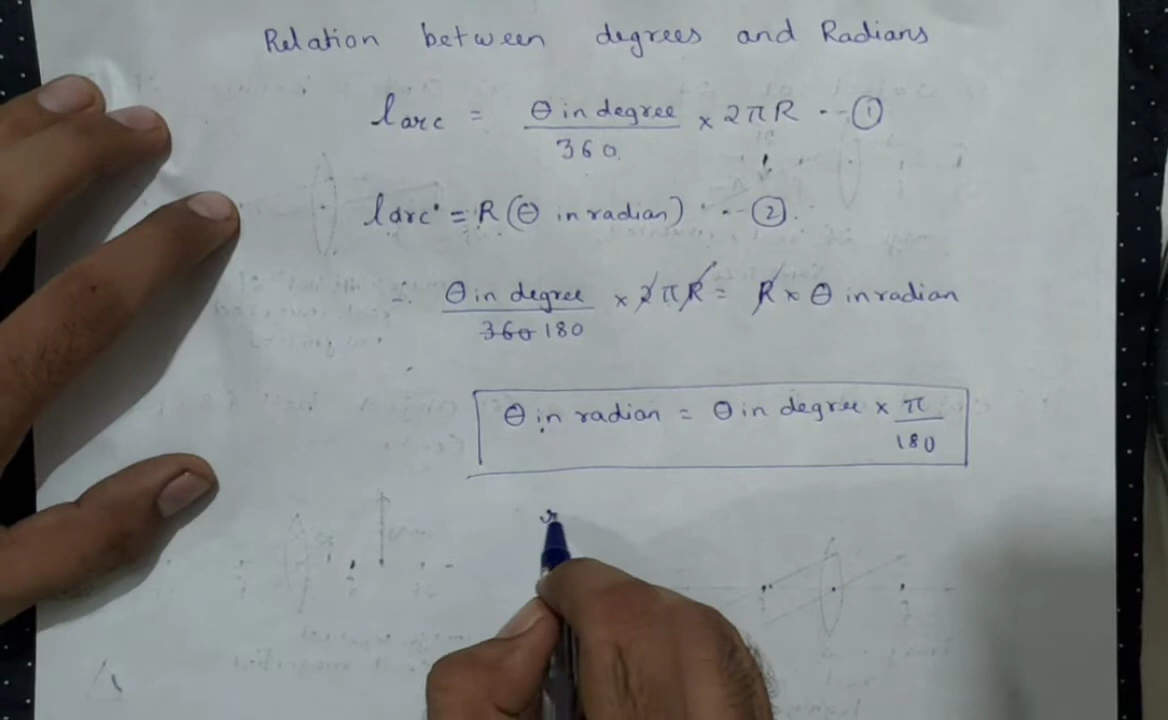 Relation between degrees and Radians
larc = θ in degree / 360 × 2πR -- ①
larc = R (θ in radian) -- ②
∴ θ in degree / 360 180 × 2πR = R × θ in radian
θ in radian = θ in degree × π / 180